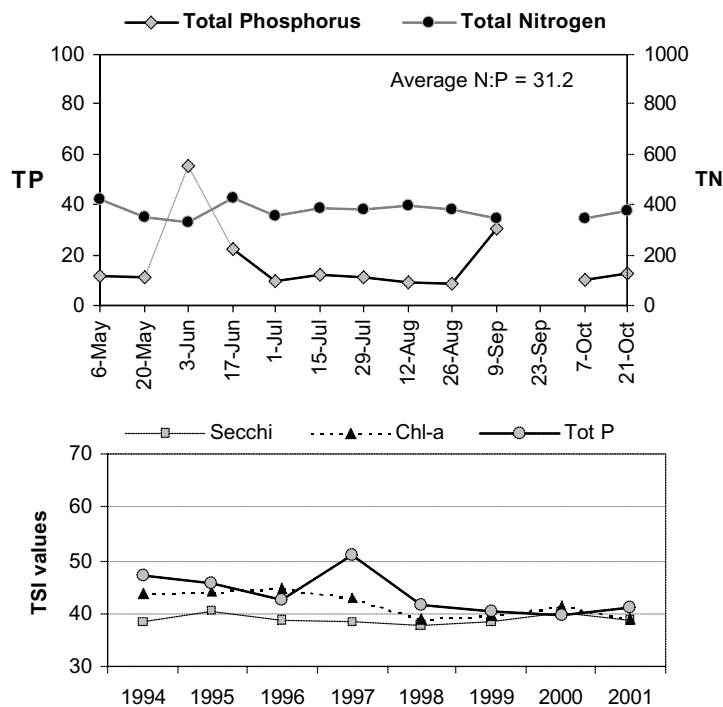 Total Phosphorus Total Nitrogen
100 1000
Average N:P = 31.2
80 800
60 600
TP TN
40 400
20 200
0 0
6-May 20-May 3-Jun 17-Jun 1-Jul 15-Jul 29-Jul 12-Aug 26-Aug 9-Sep 23-Sep 7-Oct 21-Oct
Secchi Chl-a Tot P
70
60
50
TSI values
40
30
1994 1995 1996 1997 1998 1999 2000 2001